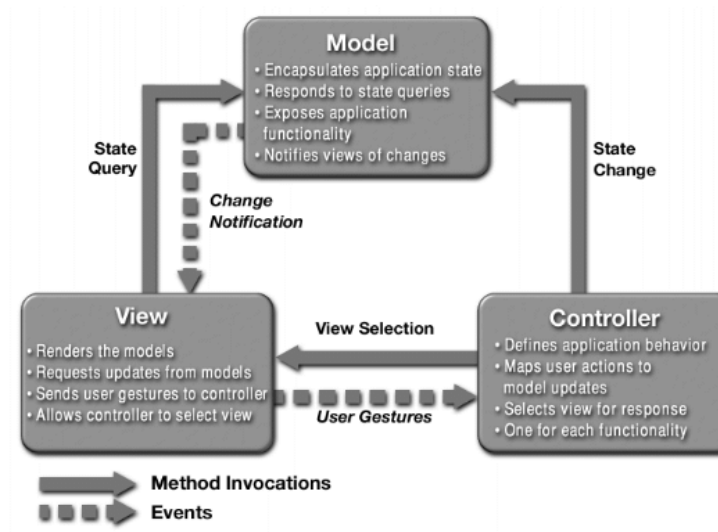 Model
• Encapsulates application state
• Responds to state queries
• Exposes application
functionality
• Notifies views of changes
State
Query
State
Change
Change
Notification
View
• Renders the models
• Requests updates from models
• Sends user gestures to controller
• Allows controller to select view
View Selection
User Gestures
Controller
• Defines application behavior
• Maps user actions to
model updates
• Selects view for response
• One for each functionality
Method Invocations
Events